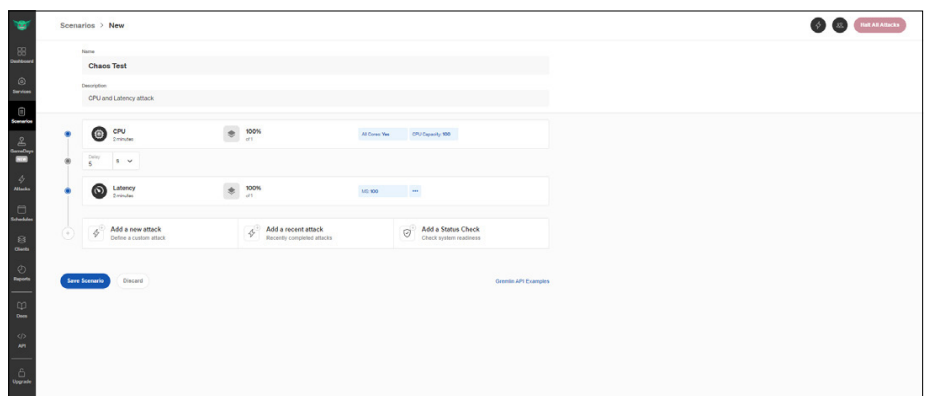 Scenarios > New
Halt All Attacks
Dashboard
Services
Scenarios
GameDays
NEW
Attacks
Schedules
Clients
Reports
Docs
API
Upgrade
Name
Chaos Test
Description
CPU and Latency attack
CPU
2 minutes
100%
of 1
All Cores: Yes
CPU Capacity: 100
Delay
5
s
Latency
2 minutes
100%
of 1
MS: 100
Add a new attack
Define a custom attack
Add a recent attack
Recently completed attacks
Add a Status Check
Check system readiness
Save Scenario
Discard
Gremlin API Examples